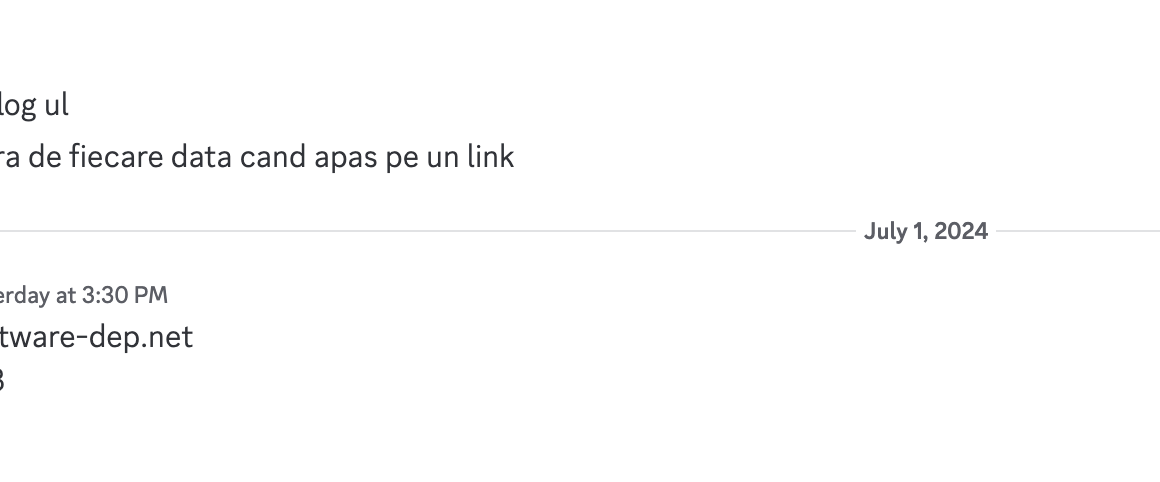 log ul
ra de fiecare data cand apas pe un link
July 1, 2024
erday at 3:30 PM
tware-dep.net